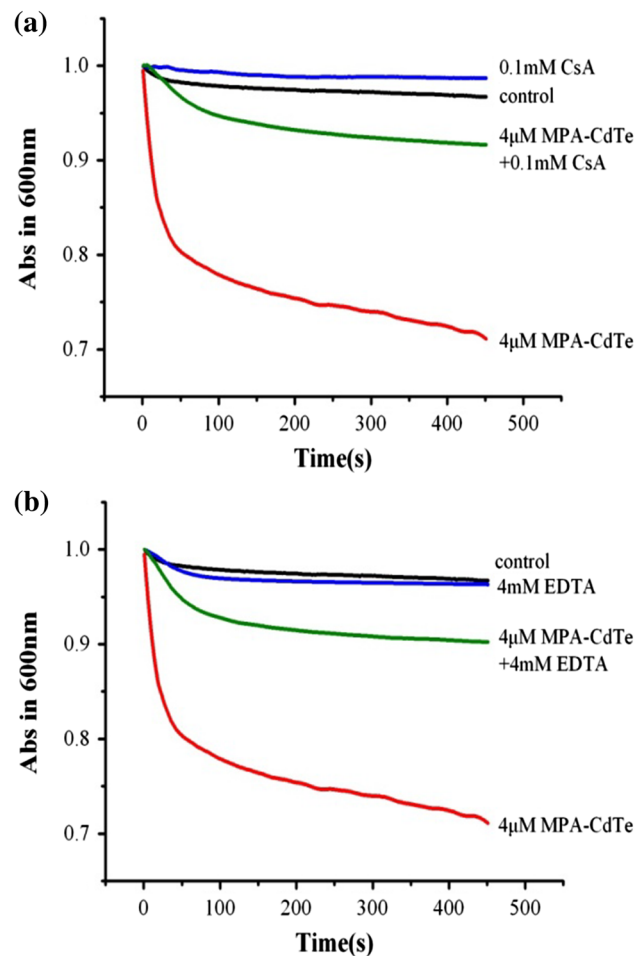 (a)
1.0
0.9
0.8
0.7
Abs in 600nm
0.1mM CsA
control
4μM MPA-CdTe
+0.1mM CsA
4μM MPA-CdTe
0 100 200 300 400 500
Time(s)
(b)
1.0
0.9
0.8
0.7
Abs in 600nm
control
4mM EDTA
4μM MPA-CdTe
+4mM EDTA
4μM MPA-CdTe
0 100 200 300 400 500
Time(s)